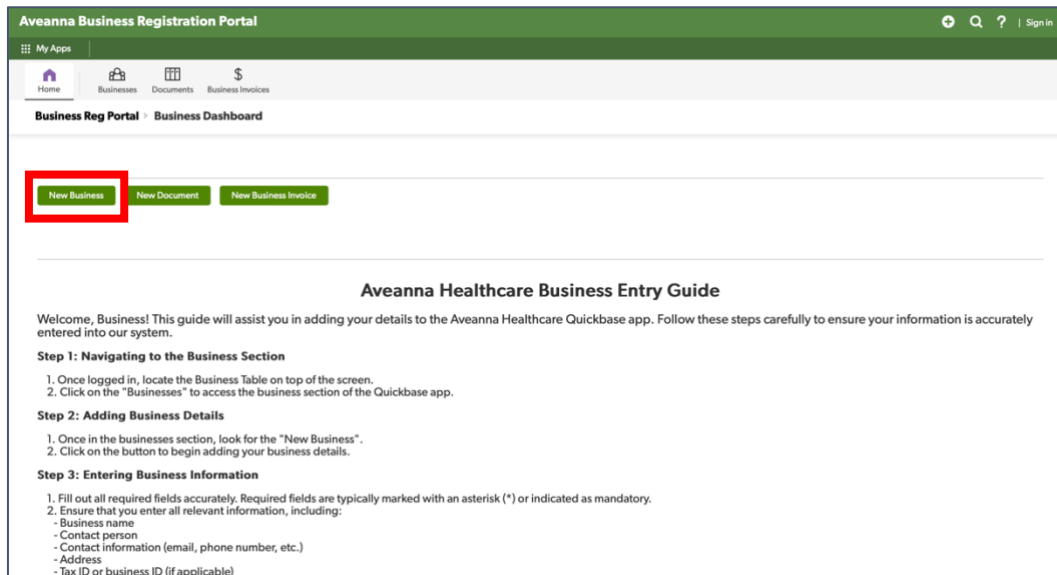 Aveanna Business Registration Portal
? | Sign in
My Apps
Home Businesses Documents Business Invoices
Business Reg Portal > Business Dashboard
New Business New Document New Business Invoice
Aveanna Healthcare Business Entry Guide
Welcome, Business! This guide will assist you in adding your details to the Aveanna Healthcare Quickbase app. Follow these steps carefully to ensure your information is accurately
entered into our system.
Step 1: Navigating to the Business Section
1. Once logged in, locate the Business Table on top of the screen.
2. Click on the "Businesses" to access the business section of the Quickbase app.
Step 2: Adding Business Details
1. Once in the businesses section, look for the "New Business".
2. Click on the button to begin adding your business details.
Step 3: Entering Business Information
1. Fill out all required fields accurately. Required fields are typically marked with an asterisk (*) or indicated as mandatory.
2. Ensure that you enter all relevant information, including:
- Business name
- Contact person
- Contact information (email, phone number, etc.)
- Address
- Tax ID or business ID (if applicable)